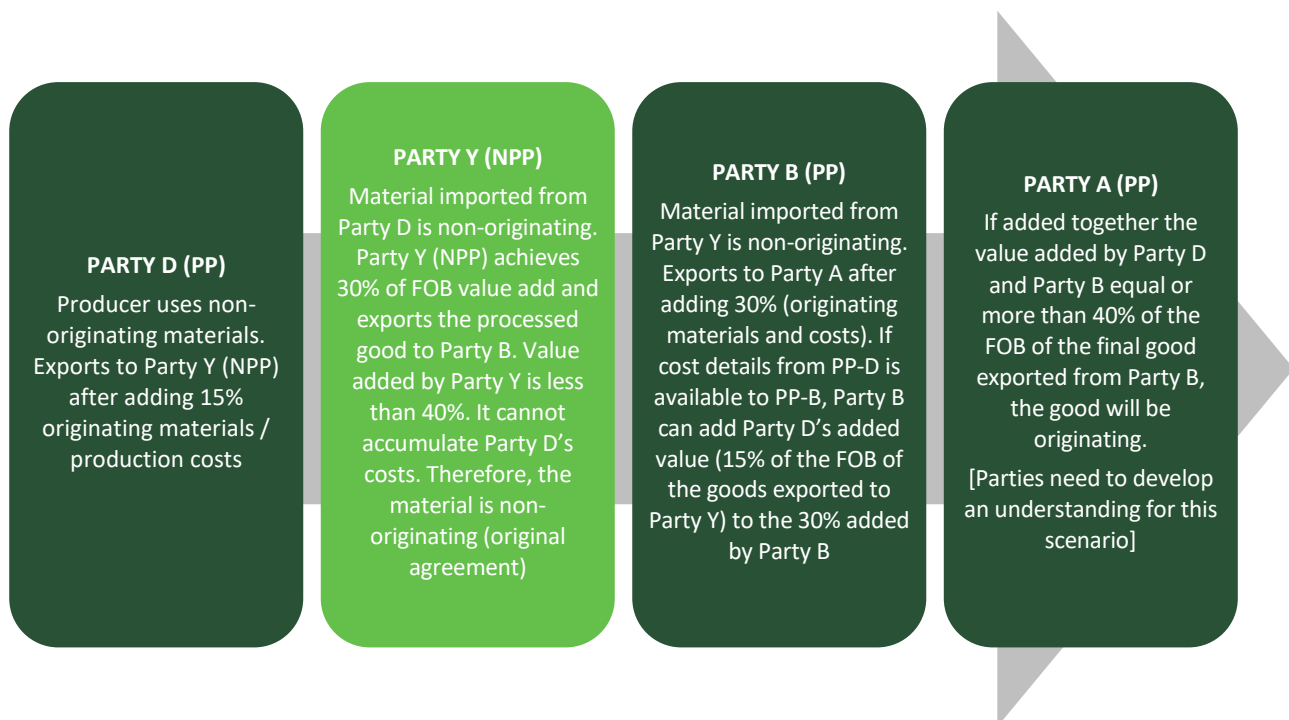 PARTY D (PP)
Producer uses non-
originating materials.
Exports to Party Y (NPP)
after adding 15%
originating materials /
production costs
PARTY Y (NPP)
Material imported from
Party D is non-originating.
Party Y (NPP) achieves
30% of FOB value add and
exports the processed
good to Party B. Value
added by Party Y is less
than 40%. It cannot
accumulate Party D’s
costs. Therefore, the
material is non-
originating (original
agreement)
PARTY B (PP)
Material imported from
Party Y is non-originating.
Exports to Party A after
adding 30% (originating
materials and costs). If
cost details from PP-D is
available to PP-B, Party B
can add Party D’s added
value (15% of the FOB of
the goods exported to
Party Y) to the 30% added
by Party B
PARTY A (PP)
If added together the
value added by Party D
and Party B equal or
more than 40% of the
FOB of the final good
exported from Party B,
the good will be
originating.
[Parties need to develop
an understanding for this
scenario]